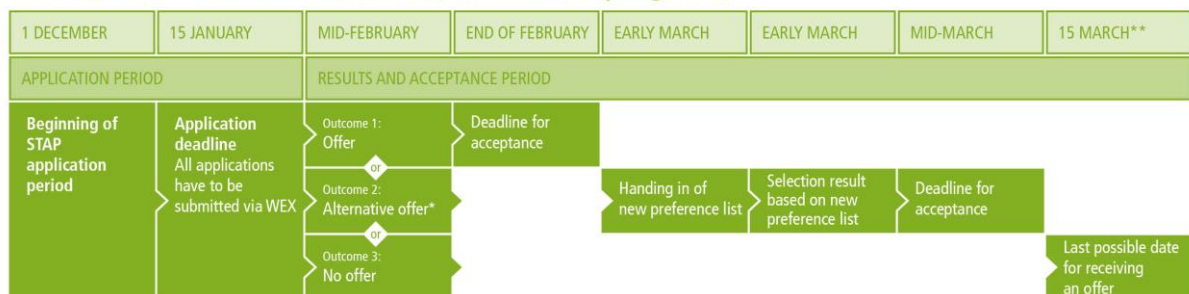 1 DECEMBER
15 JANUARY
MID-FEBRUARY
END OF FEBRUARY
EARLY MARCH
EARLY MARCH
MID-MARCH
15 MARCH**
APPLICATION PERIOD
RESULTS AND ACCEPTANCE PERIOD
Beginning of
STAP
application
period
Application
deadline
All applications
have to be
submitted via WEX
Outcome 1:
Offer
or
Outcome 2:
Alternative offer*
or
Outcome 3:
No offer
Deadline for
acceptance
Handing in of
new preference list
Selection result
based on new
preference list
Deadline for
acceptance
Last possible date
for receiving
an offer